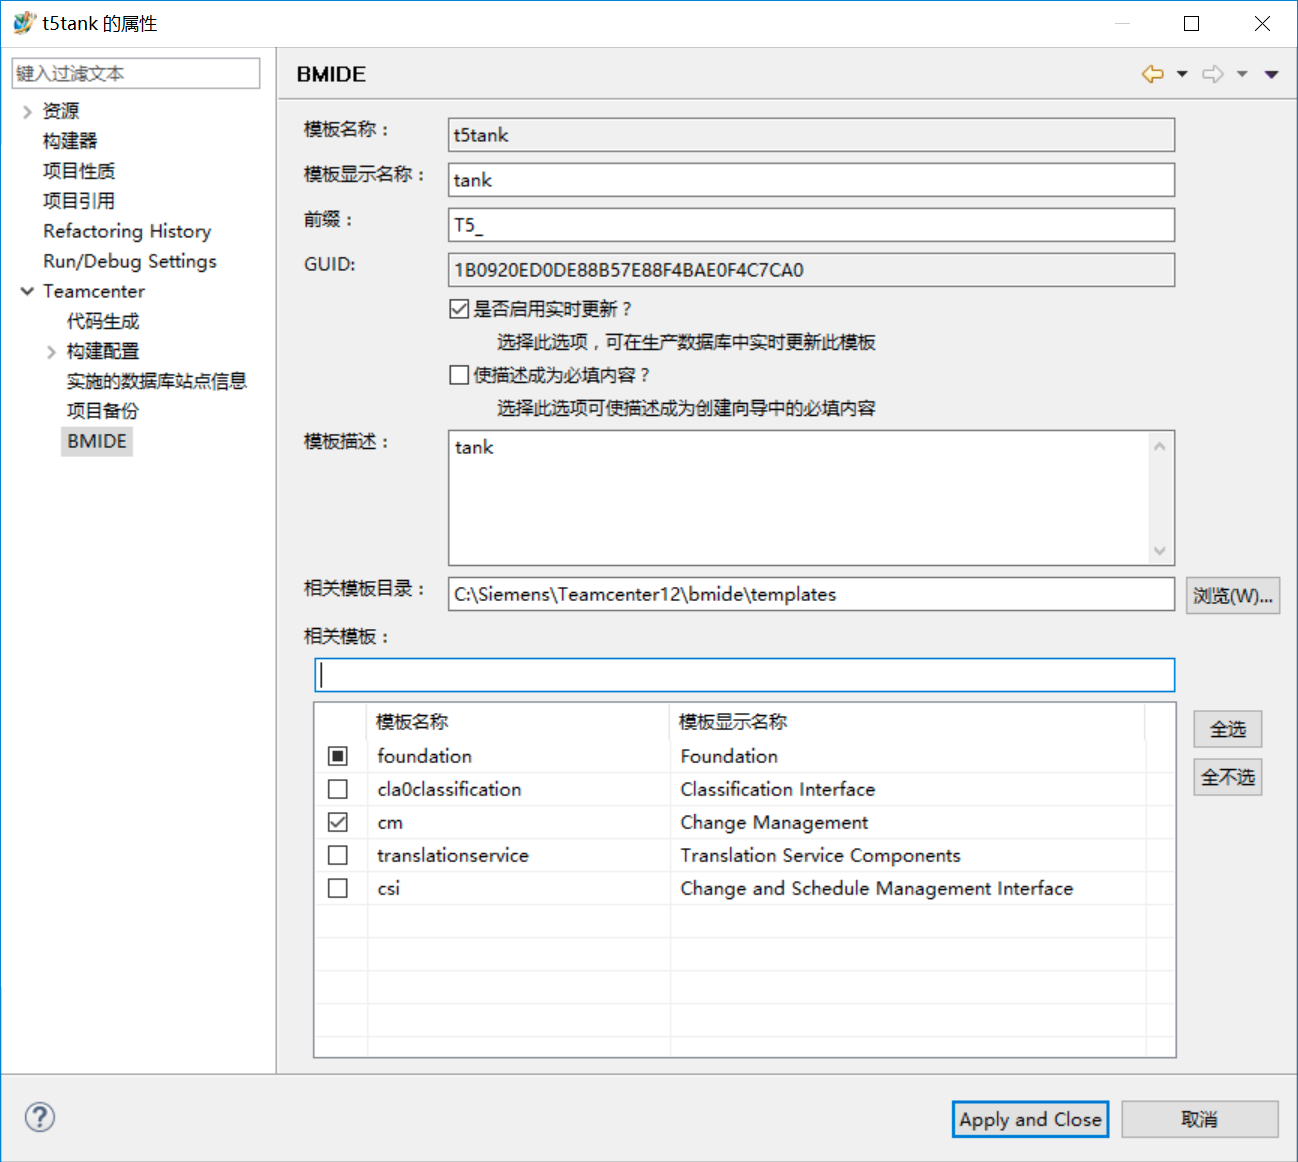 t5tank 的属性
键入过滤文本
资源
构建器
项目性质
项目引用
Refactoring History
Run/Debug Settings
Teamcenter
代码生成
构建配置
实施的数据库站点信息
项目备份
BMIDE
BMIDE
模板名称：
t5tank
模板显示名称：
tank
前缀：
T5_
GUID:
1B0920ED0DE88B57E88F4BAE0F4C7CA0
是否启用实时更新？
选择此选项，可在生产数据库中实时更新此模板
使描述成为必填内容？
选择此选项可使描述成为创建向导中的必填内容
模板描述：
tank
相关模板目录：
C:\Siemens\Teamcenter12\bmide\templates
浏览(W)...
相关模板：
模板名称 模板显示名称
foundation Foundation
cla0classification Classification Interface
cm Change Management
translationservice Translation Service Components
csi Change and Schedule Management Interface
全选
全不选
?
Apply and Close
取消